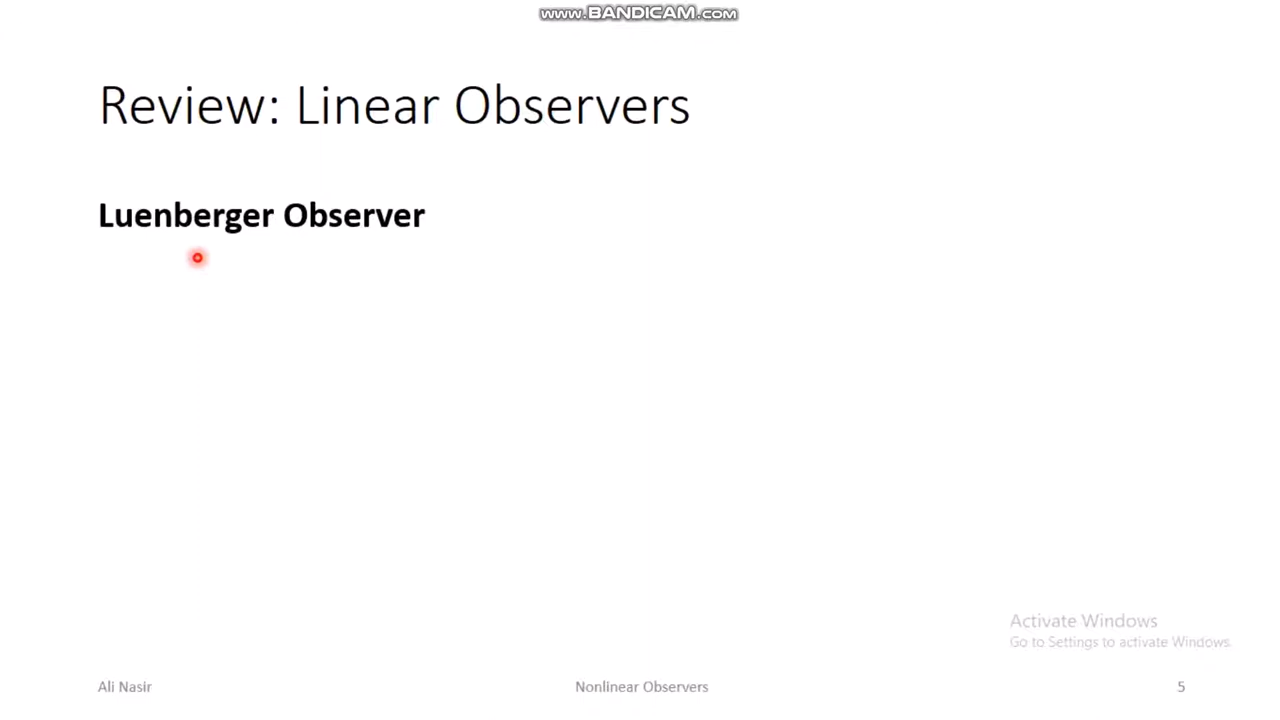 www.BANDICAM.com
Review: Linear Observers
Luenberger Observer
Activate Windows
Go to Settings to activate Windows.
Ali Nasir
Nonlinear Observers
5